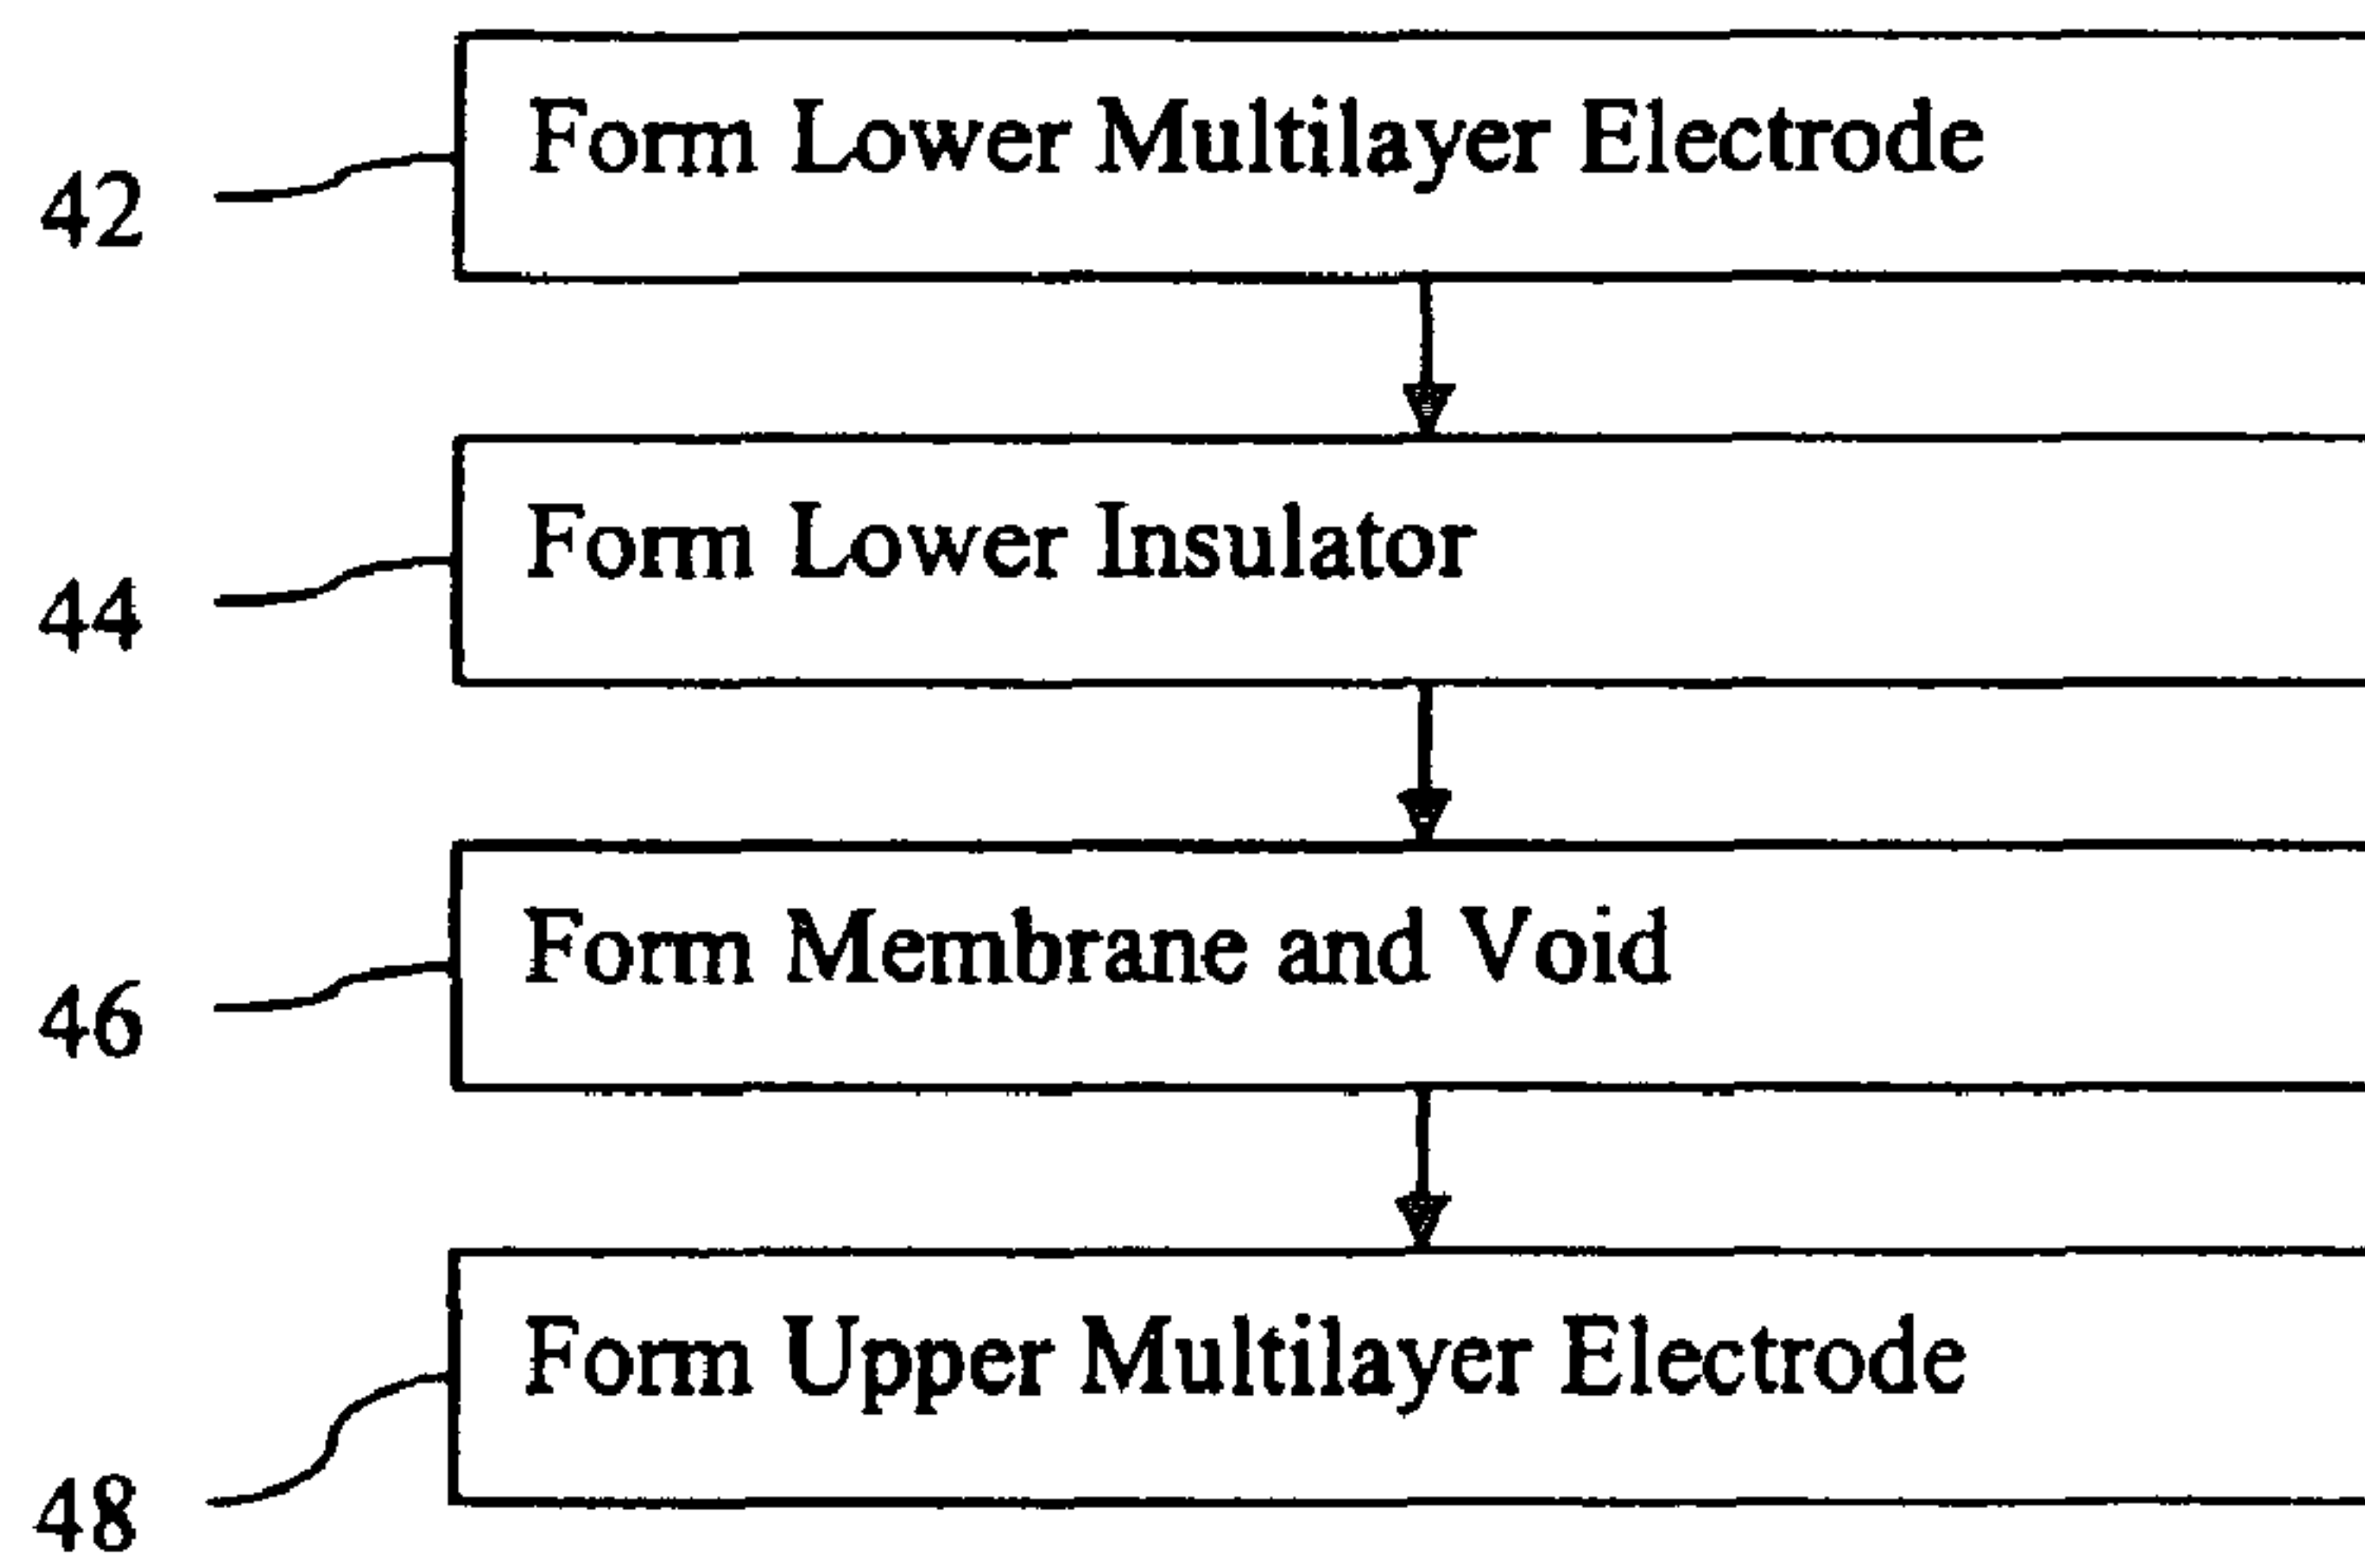 42
Form Lower Multilayer Electrode
44
Form Lower Insulator
46
Form Membrane and Void
48
Form Upper Multilayer Electrode